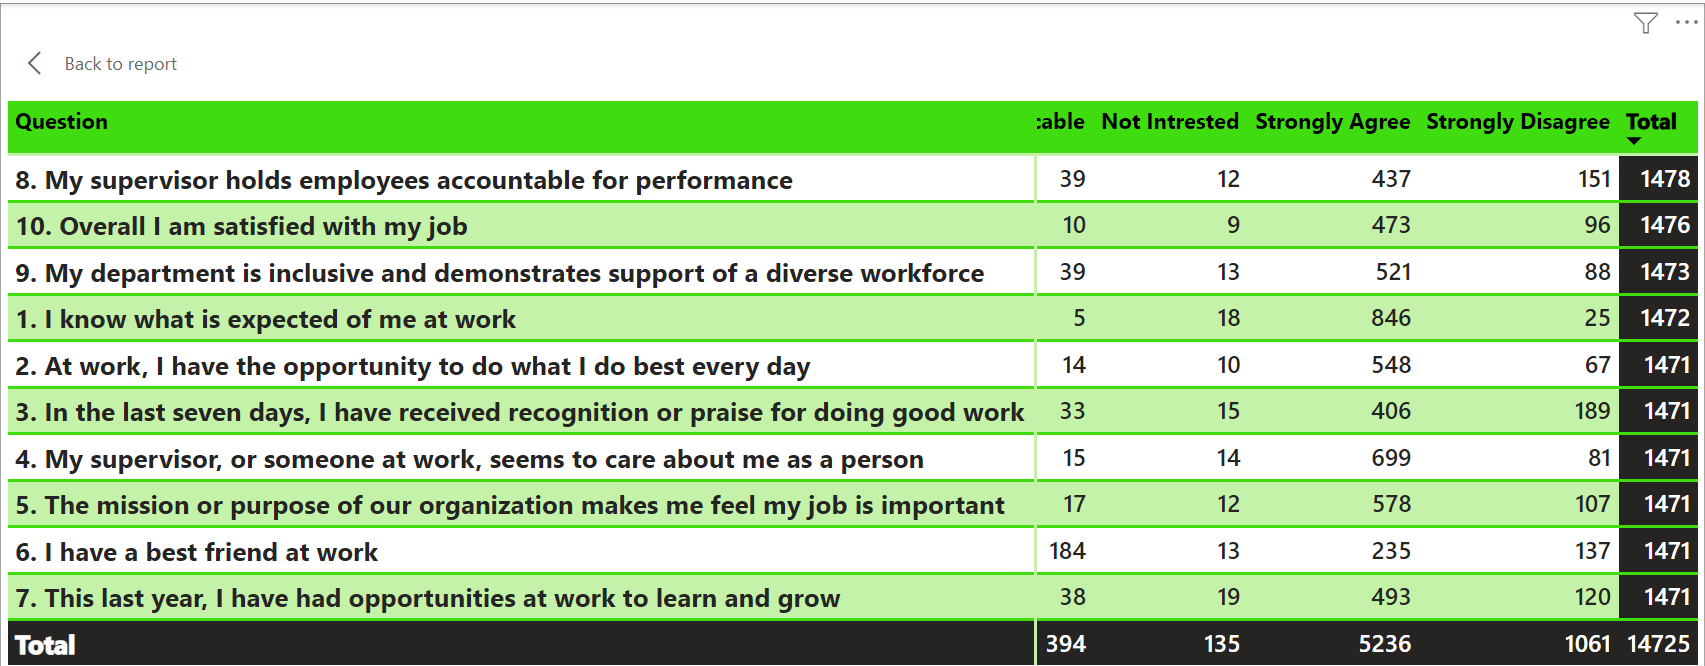 Back to report
Question cable Not Intrested Strongly Agree Strongly Disagree Total
8. My supervisor holds employees accountable for performance 39 12 437 151 1478
10. Overall I am satisfied with my job 10 9 473 96 1476
9. My department is inclusive and demonstrates support of a diverse workforce 39 13 521 88 1473
1. I know what is expected of me at work 5 18 846 25 1472
2. At work, I have the opportunity to do what I do best every day 14 10 548 67 1471
3. In the last seven days, I have received recognition or praise for doing good work 33 15 406 189 1471
4. My supervisor, or someone at work, seems to care about me as a person 15 14 699 81 1471
5. The mission or purpose of our organization makes me feel my job is important 17 12 578 107 1471
6. I have a best friend at work 184 13 235 137 1471
7. This last year, I have had opportunities at work to learn and grow 38 19 493 120 1471
Total 394 135 5236 1061 14725